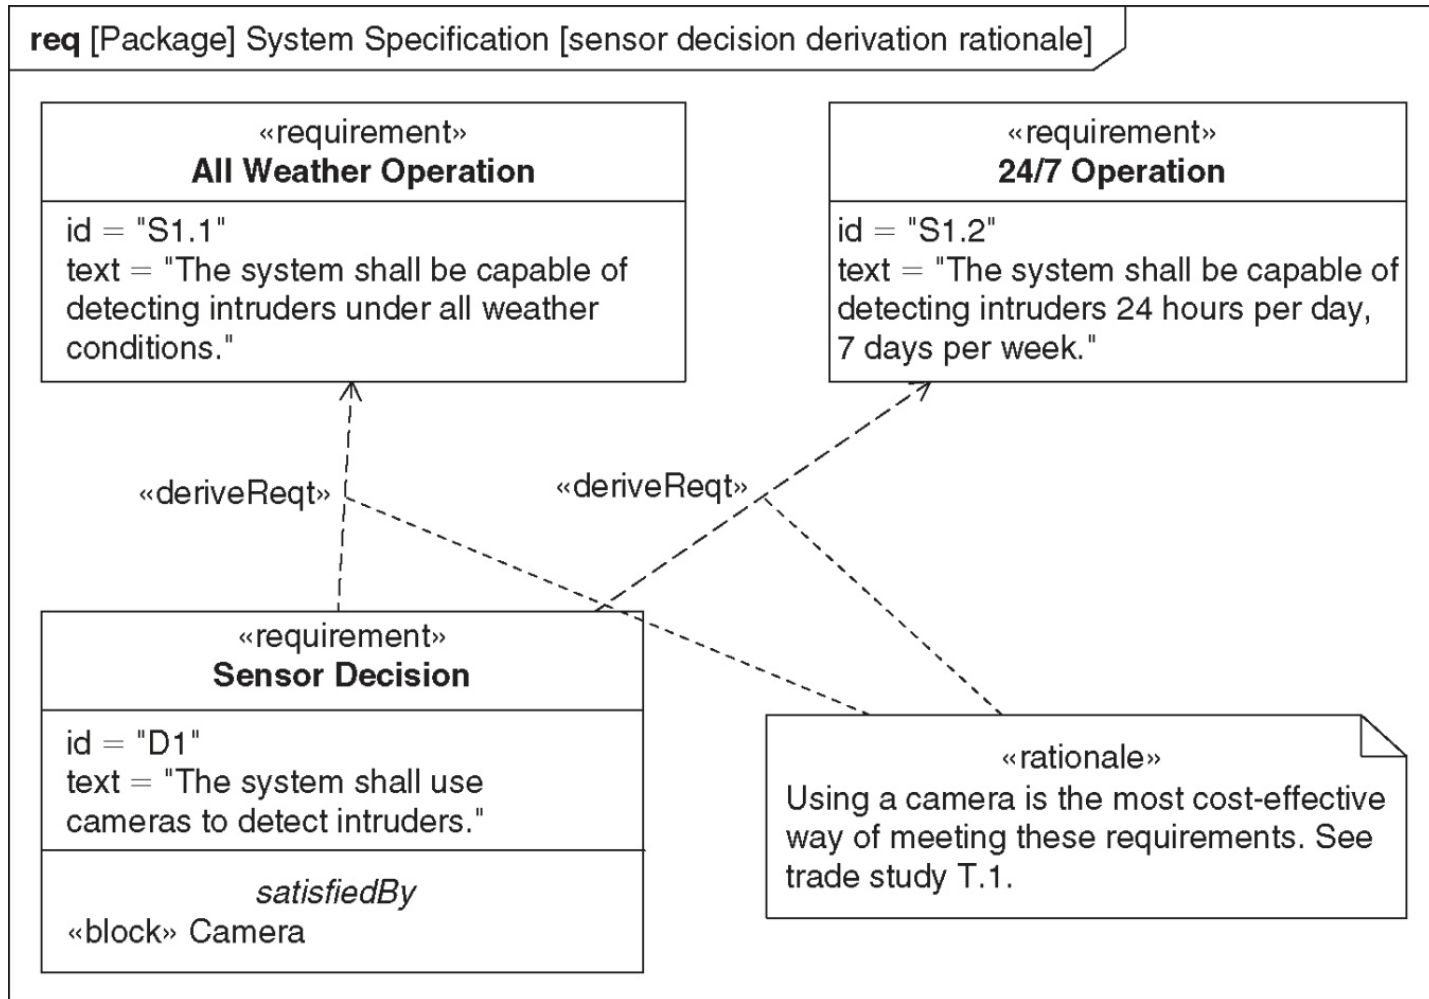 req [Package] System Specification [sensor decision derivation rationale]
«requirement»
All Weather Operation
id = "S1.1"
text = "The system shall be capable of
detecting intruders under all weather
conditions."
«requirement»
24/7 Operation
id = "S1.2"
text = "The system shall be capable of
detecting intruders 24 hours per day,
7 days per week."
«deriveReqt»
«deriveReqt»
«requirement»
Sensor Decision
id = "D1"
text = "The system shall use
cameras to detect intruders."
satisfiedBy
«block» Camera
«rationale»
Using a camera is the most cost-effective
way of meeting these requirements. See
trade study T.1.